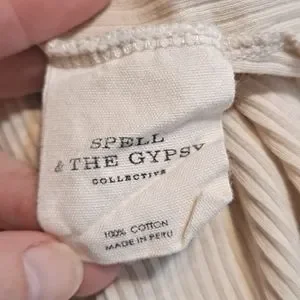 SPELL
& THE GYPSY
COLLECTIVE
100% COTTON
MADE IN PERU